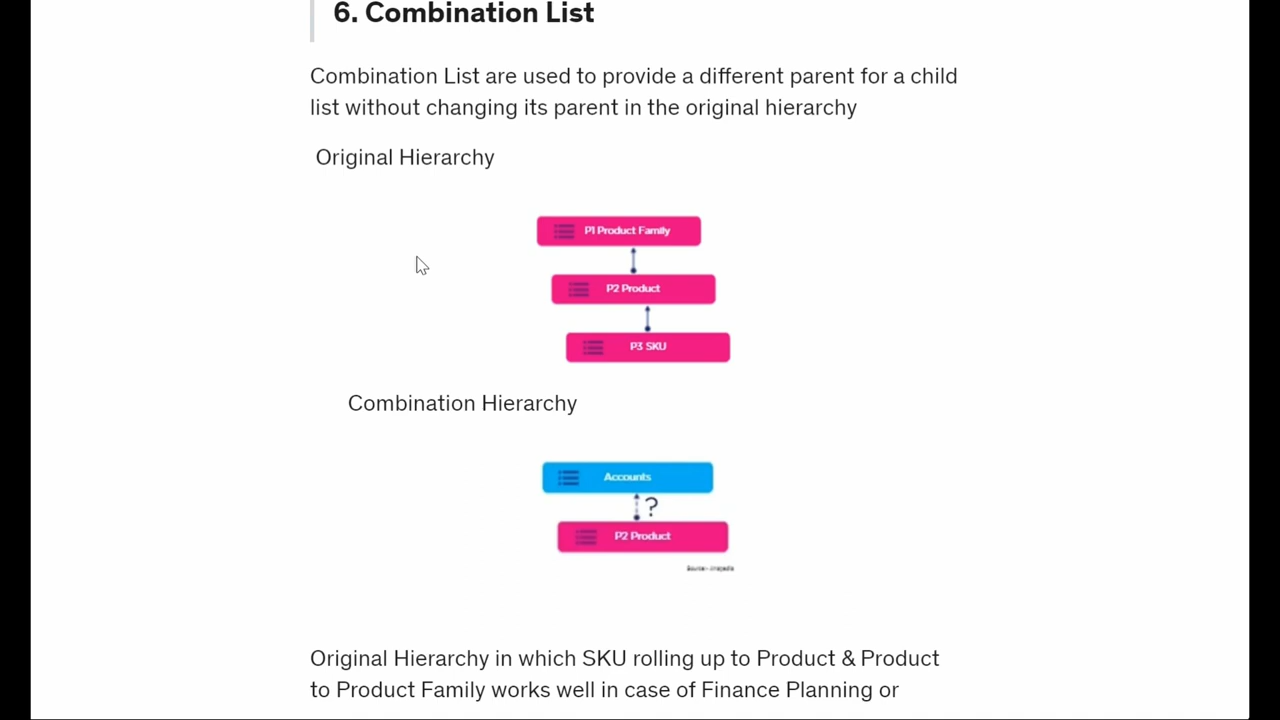 6. Combination List
Combination List are used to provide a different parent for a child
list without changing its parent in the original hierarchy
Original Hierarchy
P1 Product Family
P2 Product
P3 SKU
Combination Hierarchy
Accounts
?
P2 Product
Original Hierarchy in which SKU rolling up to Product & Product
to Product Family works well in case of Finance Planning or